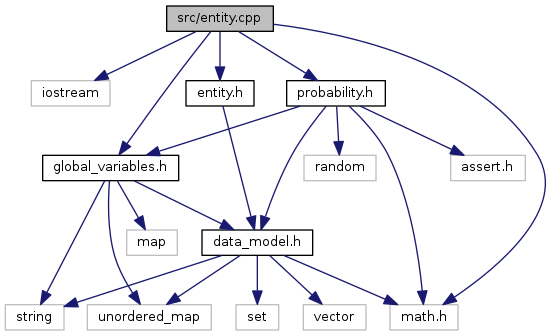 src/entity.cpp
iostream
entity.h
probability.h
global_variables.h
random
assert.h
map
data_model.h
string
unordered_map
set
vector
math.h